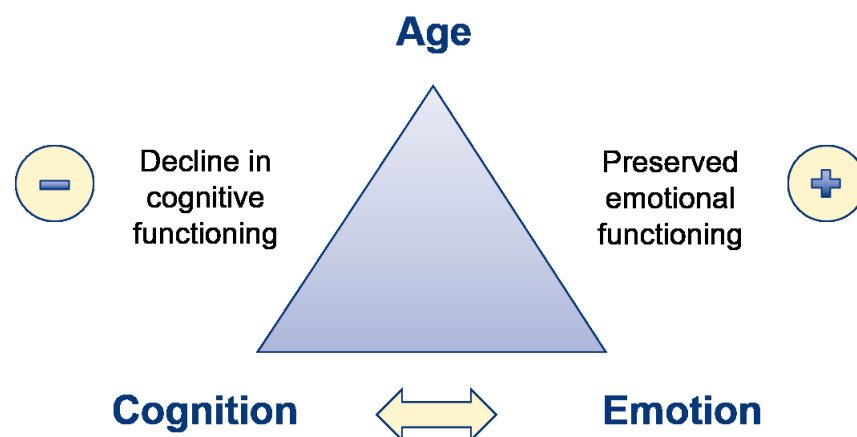 Age
Decline in
cognitive
functioning
Preserved
emotional
functioning
Cognition
Emotion